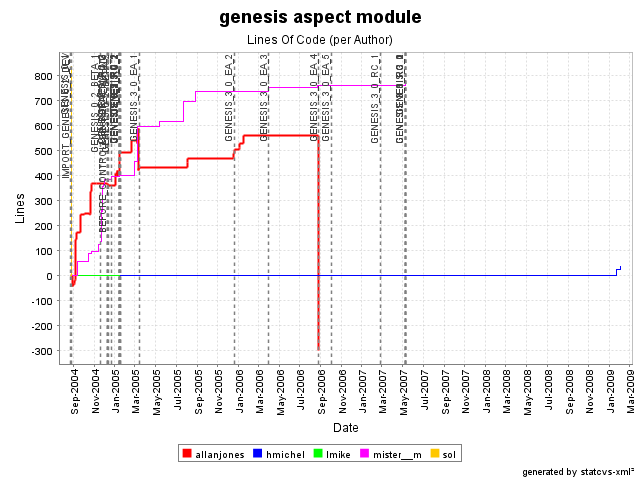 genesis aspect module
Lines Of Code (per Author)
800
700
600
500
400
300
200
100
0
-100
-200
-300
Lines
GENESIS_3_0_EA_1
GENESIS_3_0_EA_2
GENESIS_3_0_EA_3
GENESIS_3_0_EA_4
GENESIS_3_0_EA_5
GENESIS_3_0_RC_1
Sep-2004
Nov-2004
Jan-2005
Mar-2005
May-2005
Jul-2005
Sep-2005
Nov-2005
Jan-2006
Mar-2006
May-2006
Jul-2006
Sep-2006
Nov-2006
Jan-2007
Mar-2007
May-2007
Jul-2007
Sep-2007
Nov-2007
Jan-2008
Mar-2008
May-2008
Jul-2008
Sep-2008
Nov-2008
Jan-2009
Mar-2009
Date
allanjones hmichel lmike mister__m sol
generated by statcvs-xml²